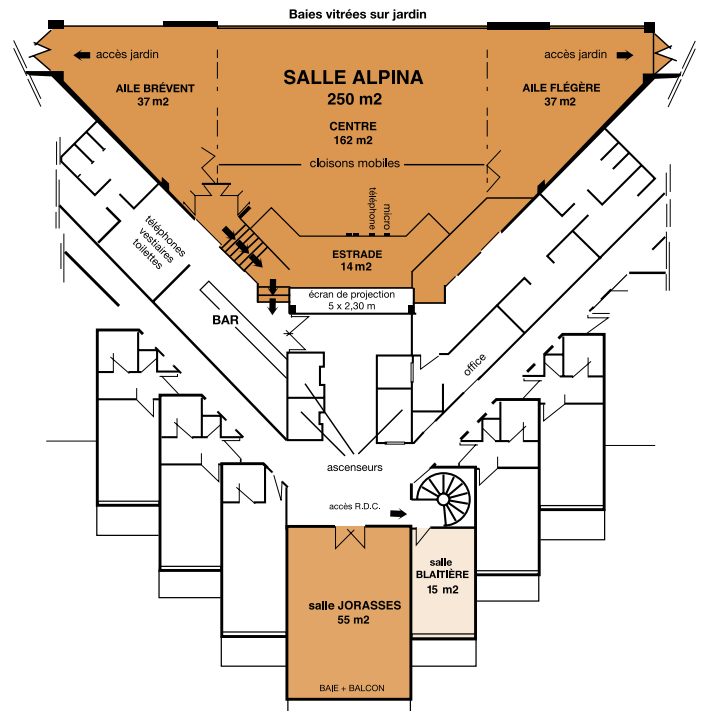 Baies vitrées sur jardin
accès jardin
accès jardin
AILE BRÉVENT
37 m2
SALLE ALPINA
250 m2
AILE FLÉGÈRE
37 m2
CENTRE
162 m2
cloisons mobiles
téléphone
micro
téléphones
vestiaires
toilettes
ESTRADE
14 m2
écran de projection
5 x 2,30 m
BAR
office
ascenseurs
accès R.D.C.
salle
BLAITIÈRE
15 m2
salle JORASSES
55 m2
BAIE + BALCON